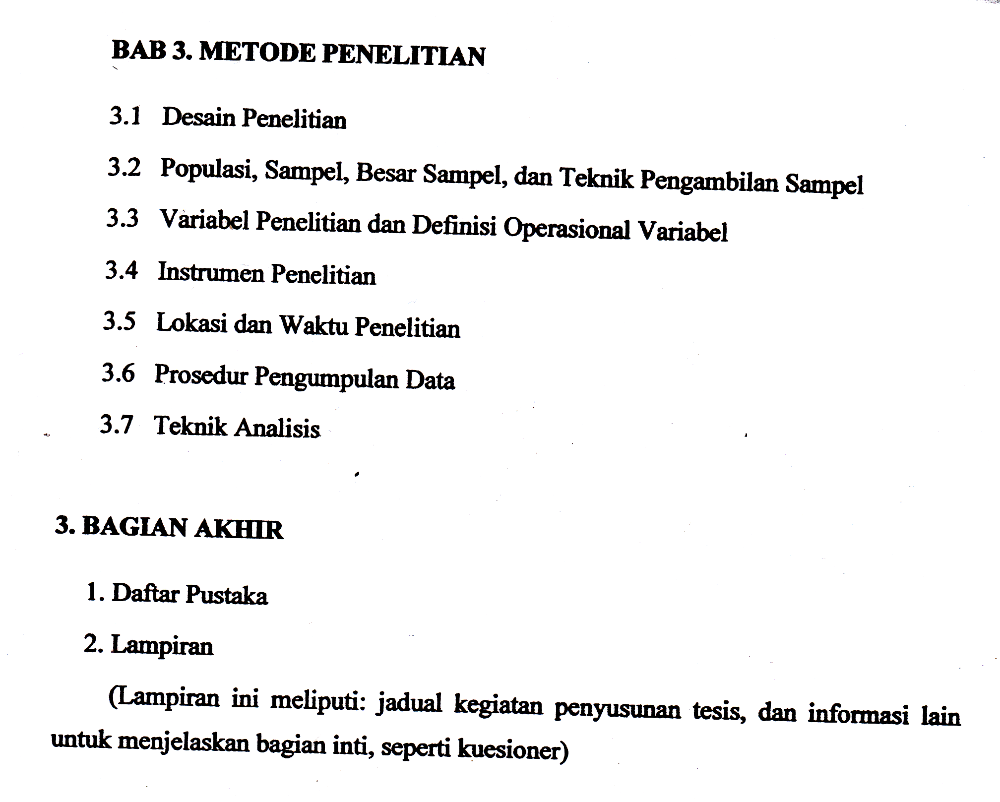 BAB 3. METODE PENELITIAN
3.1 Desain Penelitian
3.2 Populasi, Sampel, Besar Sampel, dan Teknik Pengambilan Sampel
3.3 Variabel Penelitian dan Definisi Operasional Variabel
3.4 Instrumen Penelitian
3.5 Lokasi dan Waktu Penelitian
3.6 Prosedur Pengumpulan Data
3.7 Teknik Analisis
3. BAGIAN AKHIR
1. Daftar Pustaka
2. Lampiran
(Lampiran ini meliputi: jadual kegiatan penyusunan tesis, dan informasi lain
untuk menjelaskan bagian inti, seperti kuesioner)